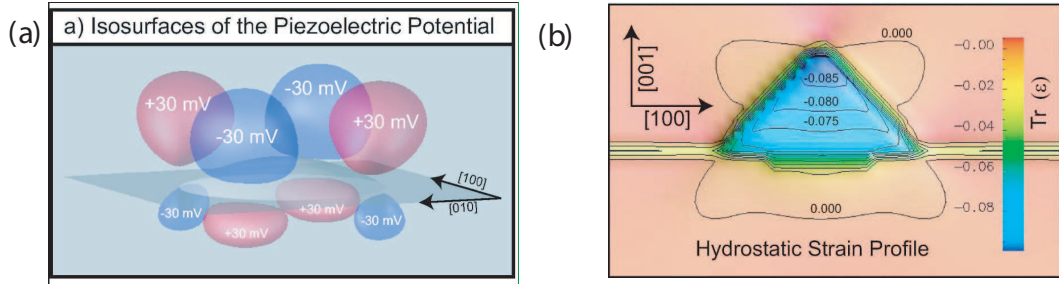 (a)
a) Isosurfaces of the Piezoelectric Potential
+30 mV
-30 mV
-30 mV
+30 mV
[100]
[010]
-30 mV
+30 mV
+30 mV
-30 mV
(b)
[001]
[100]
0.000
-0.085
-0.080
-0.075
0.000
Hydrostatic Strain Profile
-0.00
-0.02
-0.04
-0.06
-0.08
Tr (ε)